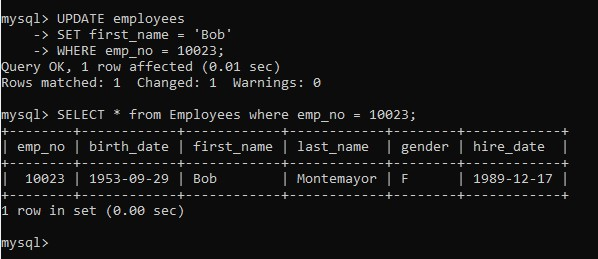 mysql> UPDATE employees
    -> SET first_name = 'Bob'
    -> WHERE emp_no = 10023;
Query OK, 1 row affected (0.01 sec)
Rows matched: 1  Changed: 1  Warnings: 0

mysql> SELECT * from Employees where emp_no = 10023;
+--------+------------+------------+------------+--------+------------+
| emp_no | birth_date | first_name | last_name  | gender | hire_date  |
+--------+------------+------------+------------+--------+------------+
|  10023 | 1953-09-29 | Bob        | Montemayor | F      | 1989-12-17 |
+--------+------------+------------+------------+--------+------------+
1 row in set (0.00 sec)

mysql>